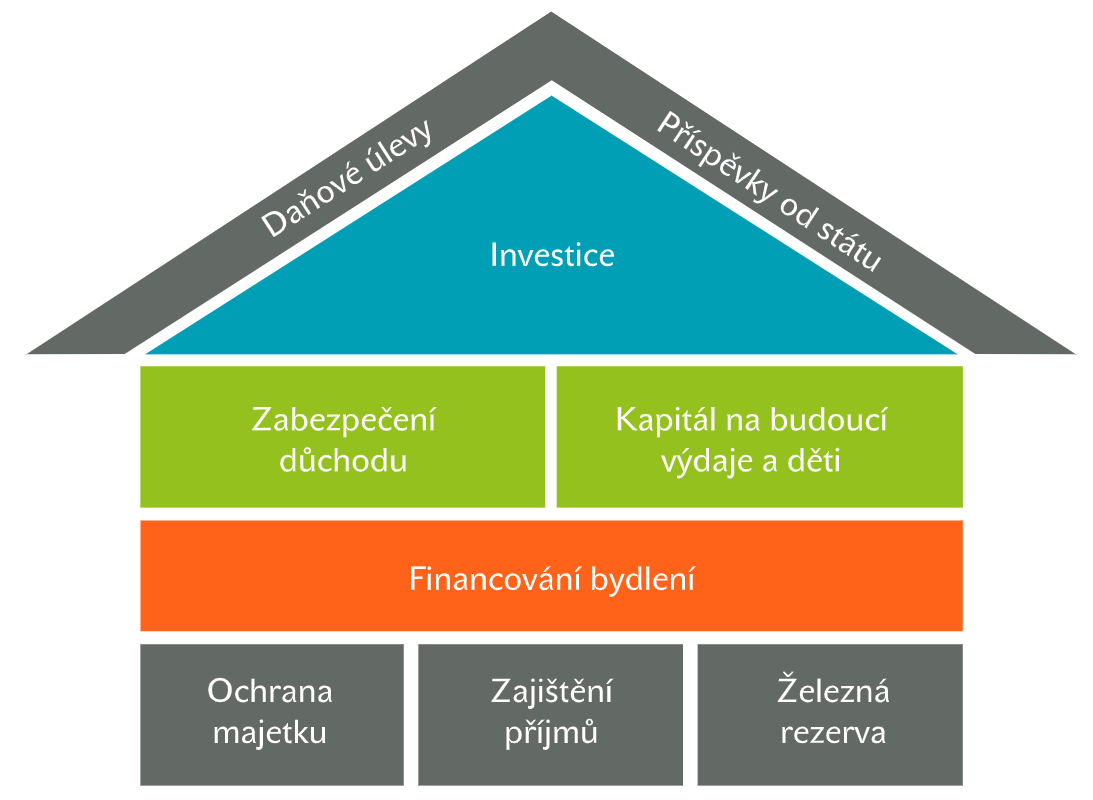 Daňové úlevy
Příspěvky od státu
Investice
Zabezpečení
důchodu
Kapitál na budoucí
výdaje a děti
Financování bydlení
Ochrana
majetku
Zajištění
příjmů
Železná
rezerva